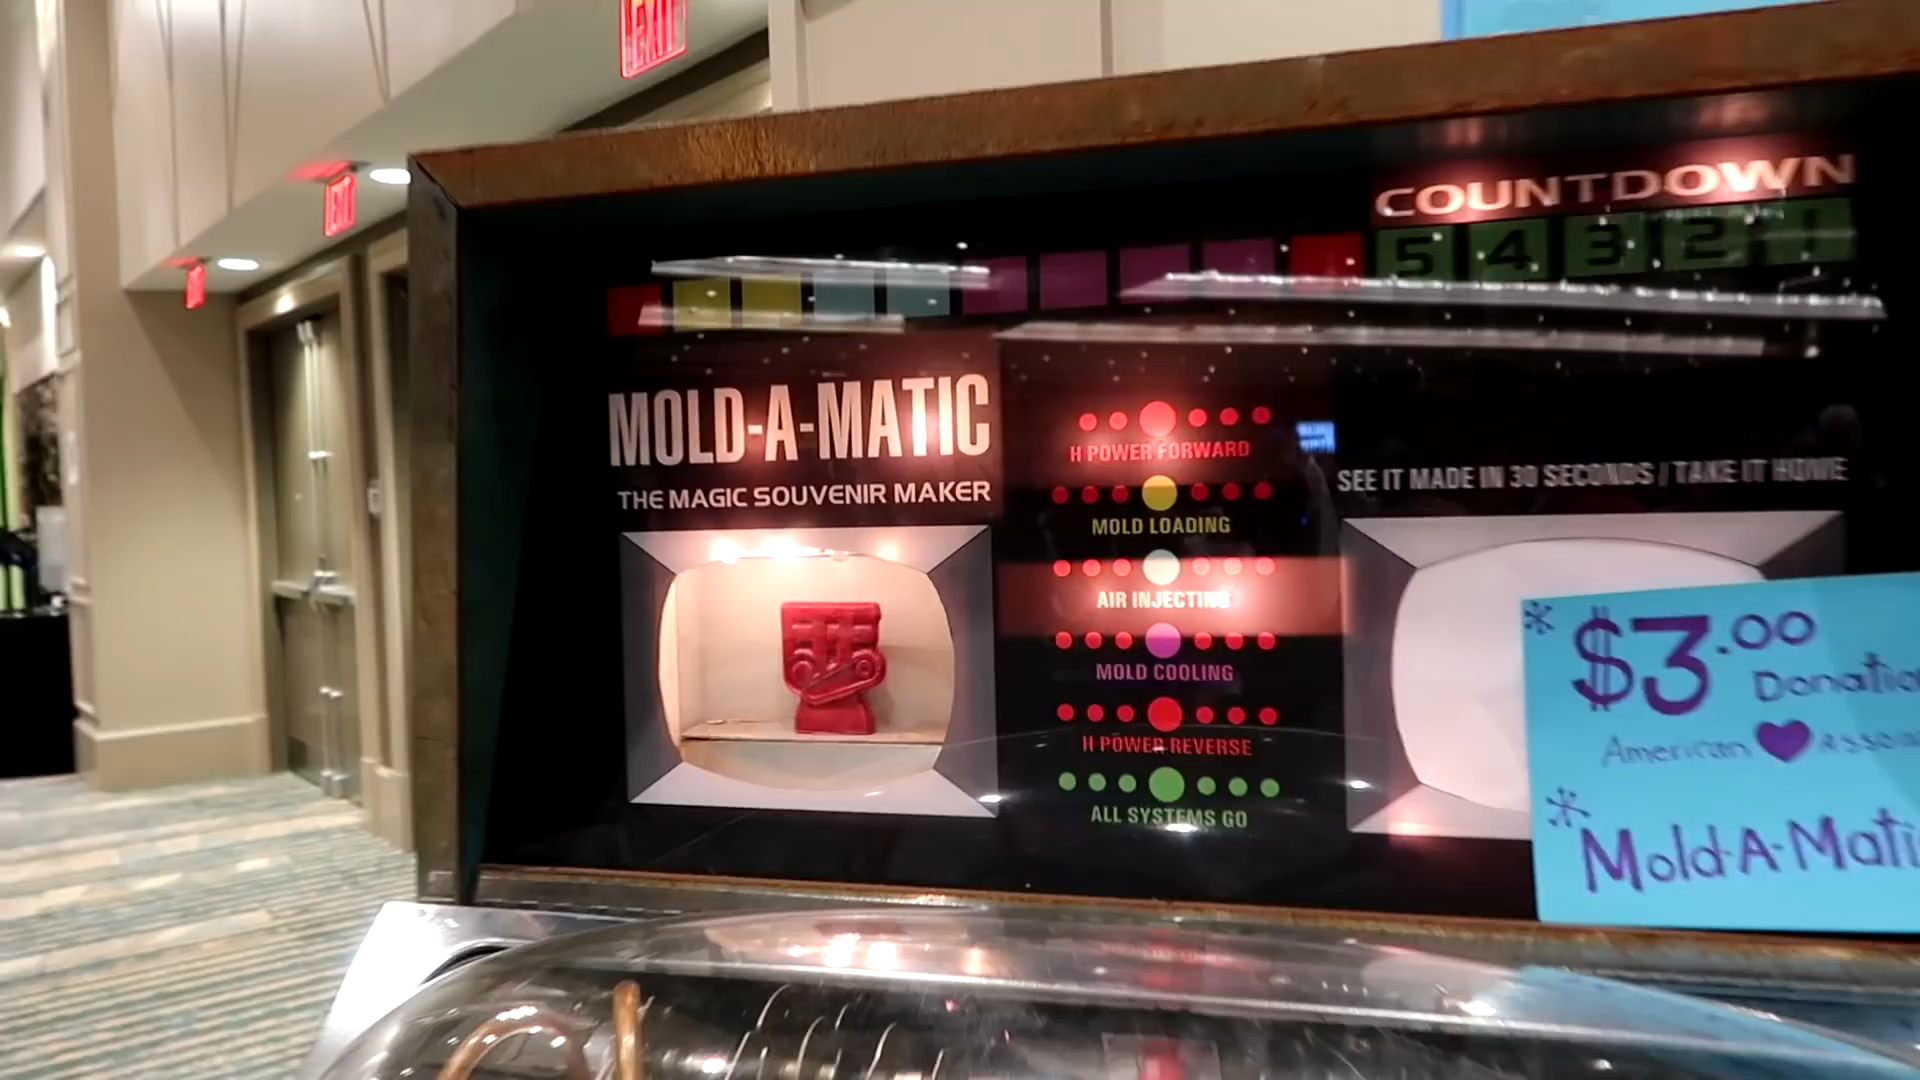 EXIT
EXIT
COUNTDOWN
5 4 3 2 1
MOLD-A-MATIC
THE MAGIC SOUVENIR MAKER
H POWER FORWARD
MOLD LOADING
AIR INJECTING
MOLD COOLING
H POWER REVERSE
ALL SYSTEMS GO
SEE IT MADE IN 30 SECONDS / TAKE IT HOME
$3.00
Donatio
American ♥ Asso
Mold-A-Mati